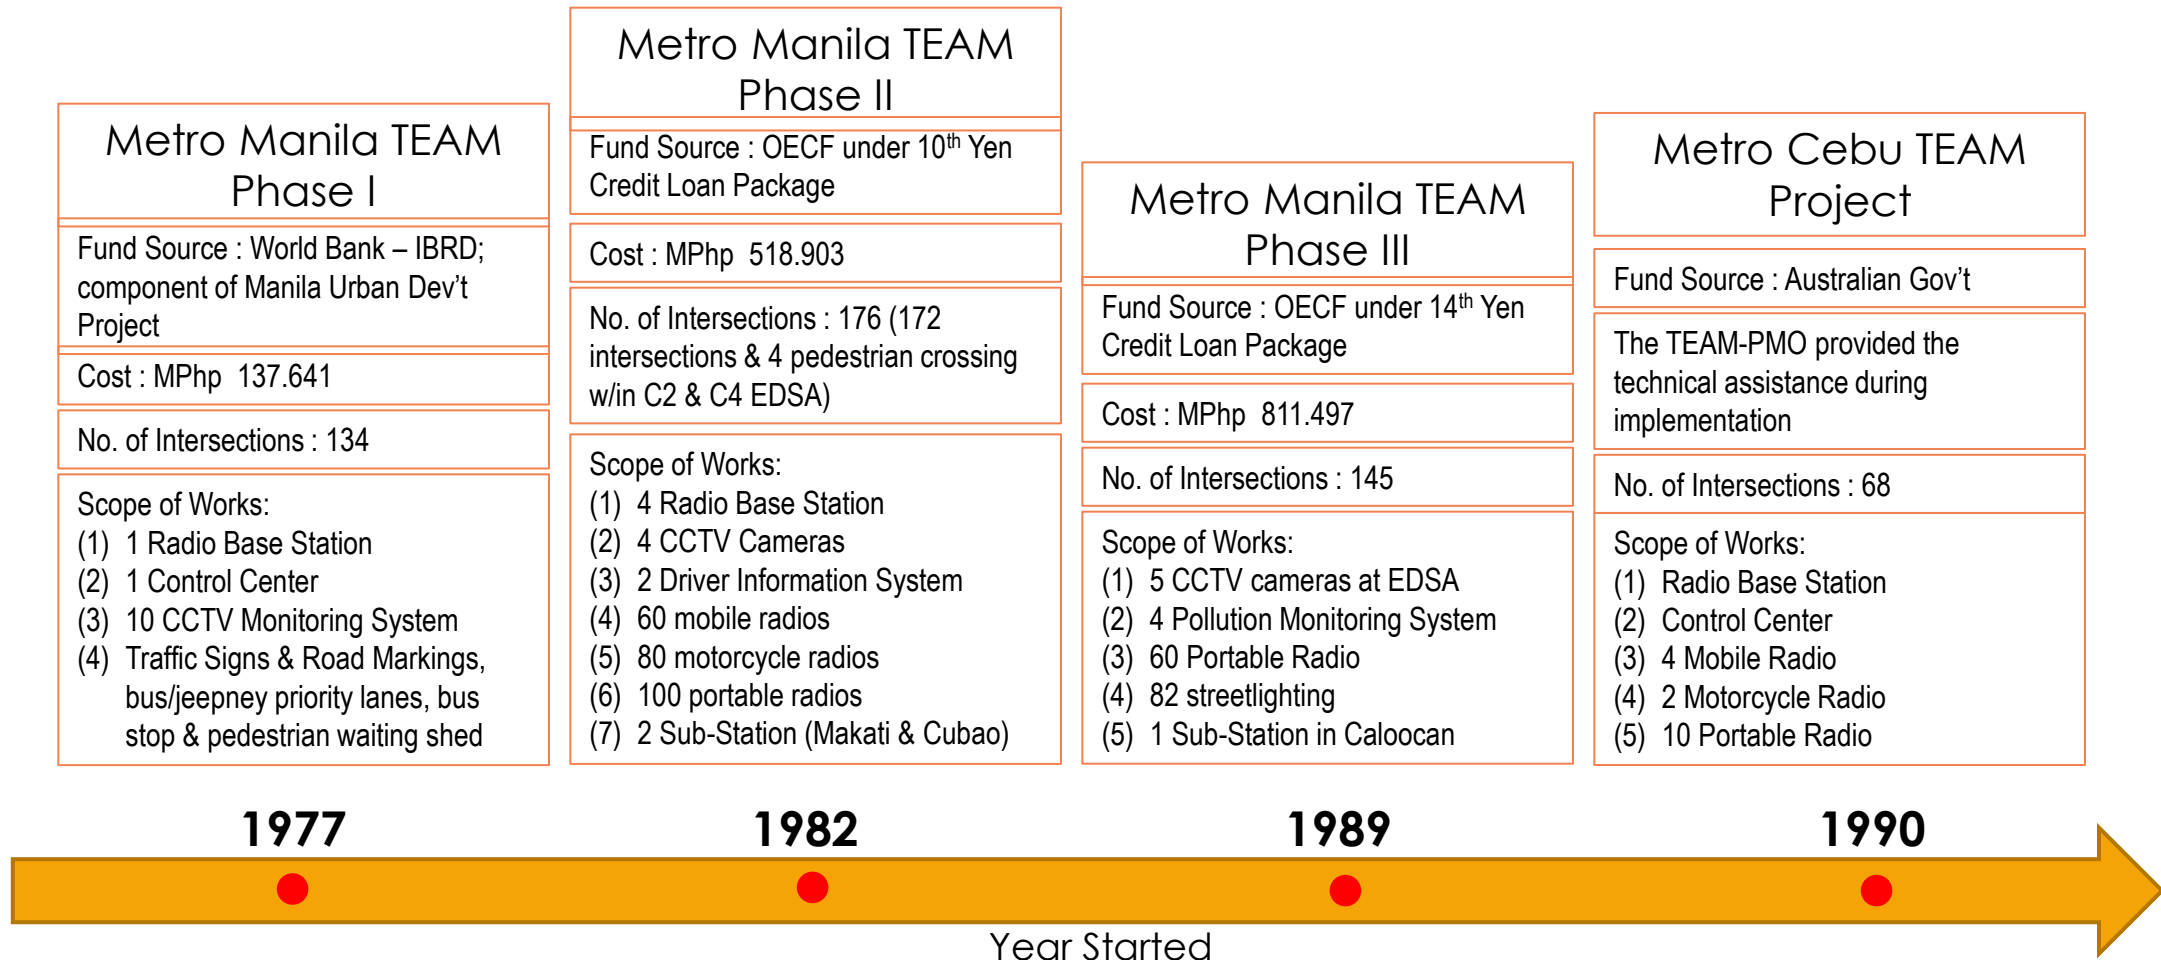 Metro Manila TEAM
Phase I
Fund Source : World Bank – IBRD;
component of Manila Urban Dev’t
Project
Cost : MPhp 137.641
No. of Intersections : 134
Scope of Works:
(1) 1 Radio Base Station
(2) 1 Control Center
(3) 10 CCTV Monitoring System
(4) Traffic Signs & Road Markings,
bus/jeepney priority lanes, bus
stop & pedestrian waiting shed
Metro Manila TEAM
Phase II
Fund Source : OECF under 10th Yen
Credit Loan Package
Cost : MPhp 518.903
No. of Intersections : 176 (172
intersections & 4 pedestrian crossing
w/in C2 & C4 EDSA)
Scope of Works:
(1) 4 Radio Base Station
(2) 4 CCTV Cameras
(3) 2 Driver Information System
(4) 60 mobile radios
(5) 80 motorcycle radios
(6) 100 portable radios
(7) 2 Sub-Station (Makati & Cubao)
Metro Manila TEAM
Phase III
Fund Source : OECF under 14th Yen
Credit Loan Package
Cost : MPhp 811.497
No. of Intersections : 145
Scope of Works:
(1) 5 CCTV cameras at EDSA
(2) 4 Pollution Monitoring System
(3) 60 Portable Radio
(4) 82 streetlighting
(5) 1 Sub-Station in Caloocan
Metro Cebu TEAM
Project
Fund Source : Australian Gov’t
The TEAM-PMO provided the
technical assistance during
implementation
No. of Intersections : 68
Scope of Works:
(1) Radio Base Station
(2) Control Center
(3) 4 Mobile Radio
(4) 2 Motorcycle Radio
(5) 10 Portable Radio
1977
1982
1989
1990
Year Started